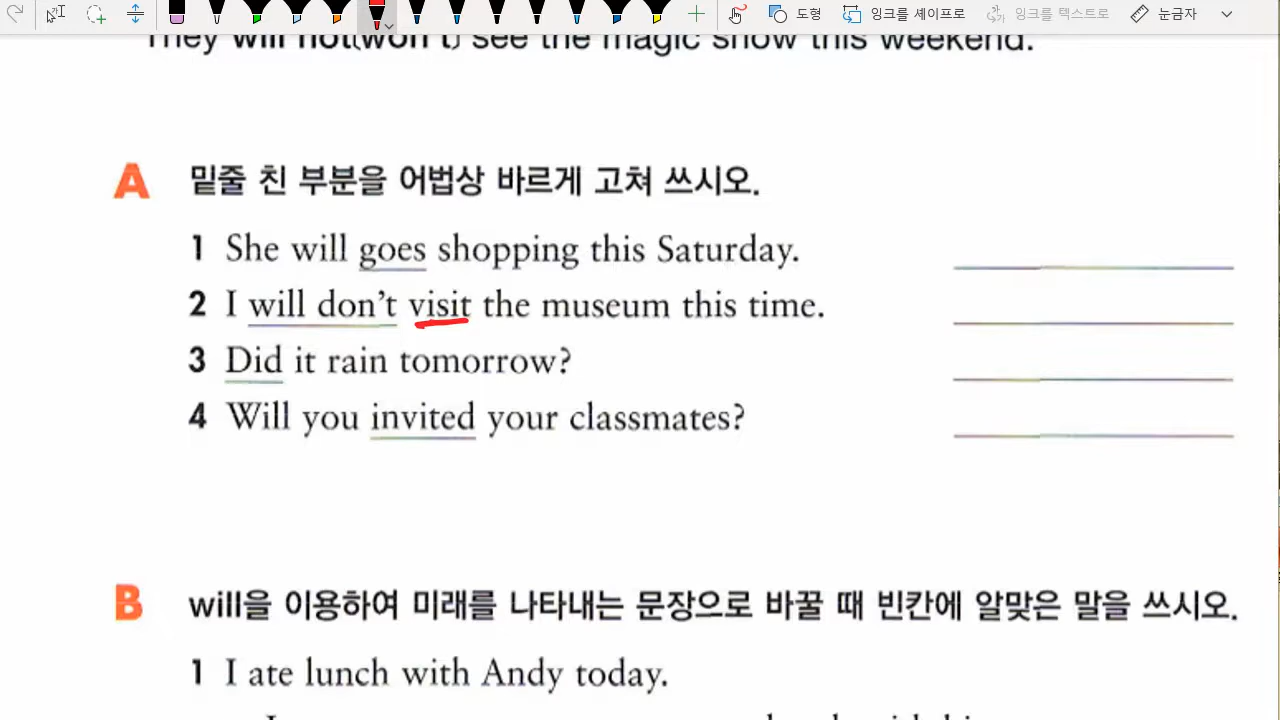 도형
잉크를 셰이프로
잉크를 텍스트로
눈금자
They will not(won't) see the magic show this weekend.
A 밑줄 친 부분을 어법상 바르게 고쳐 쓰시오.
1 She will goes shopping this Saturday.
2 I will don't visit the museum this time.
3 Did it rain tomorrow?
4 Will you invited your classmates?
B will을 이용하여 미래를 나타내는 문장으로 바꿀 때 빈칸에 알맞은 말을 쓰시오.
1 I ate lunch with Andy today.